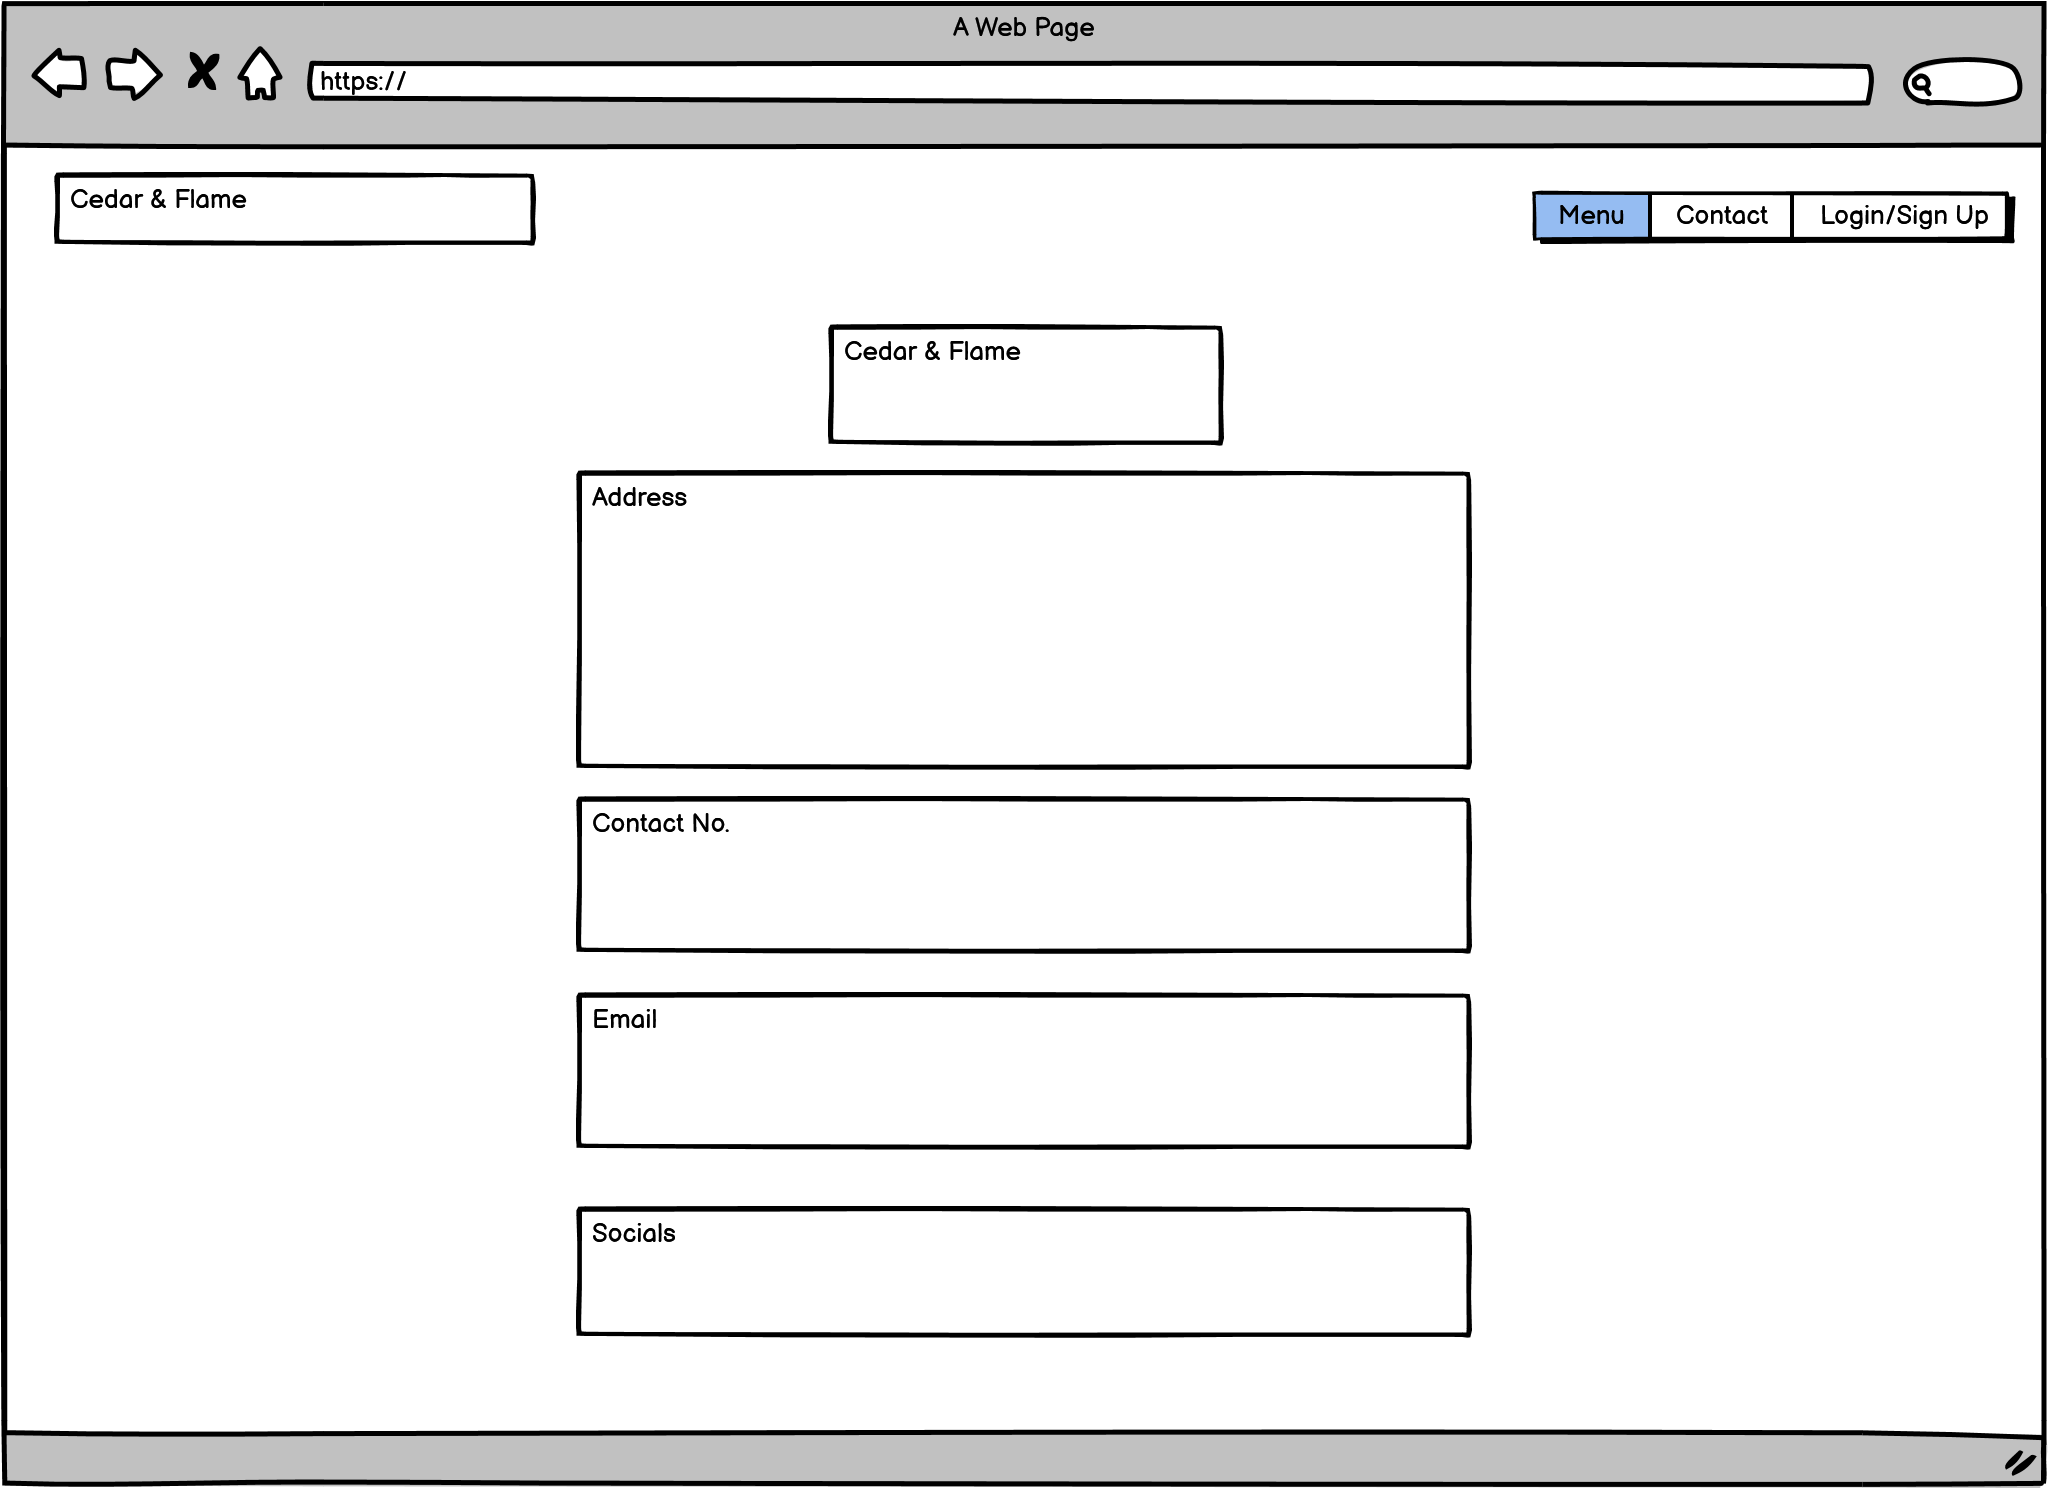 A Web Page
https://
Cedar & Flame
Menu Contact Login/Sign Up
Cedar & Flame
Address
Contact No.
Email
Socials